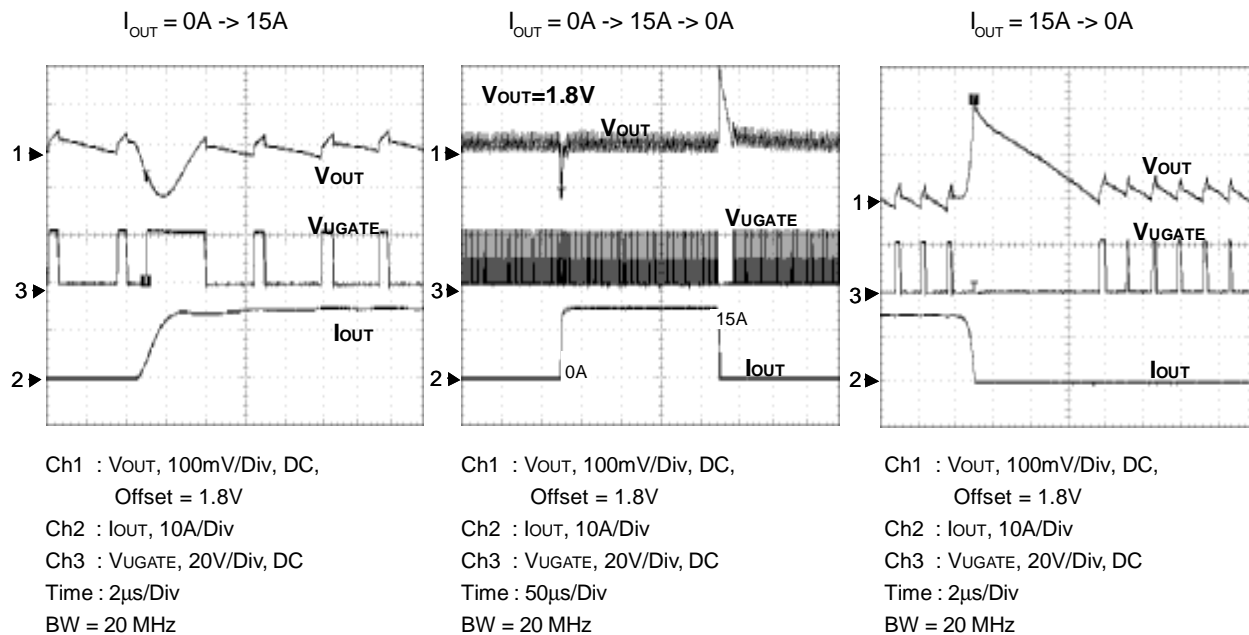 IOUT = 0A -> 15A
1
VOUT
VUGATE
3
IOUT
2
Ch1 : VOUT, 100mV/Div, DC,
Offset = 1.8V
Ch2 : IOUT, 10A/Div
Ch3 : VUGATE, 20V/Div, DC
Time : 2μs/Div
BW = 20 MHz
IOUT = 0A -> 15A -> 0A
VOUT=1.8V
VOUT
1
VUGATE
3
15A
0A
IOUT
2
Ch1 : VOUT, 100mV/Div, DC,
Offset = 1.8V
Ch2 : IOUT, 10A/Div
Ch3 : VUGATE, 20V/Div, DC
Time : 50μs/Div
BW = 20 MHz
IOUT = 15A -> 0A
VOUT
1
VUGATE
3
IOUT
2
Ch1 : VOUT, 100mV/Div, DC,
Offset = 1.8V
Ch2 : IOUT, 10A/Div
Ch3 : VUGATE, 20V/Div, DC
Time : 2μs/Div
BW = 20 MHz